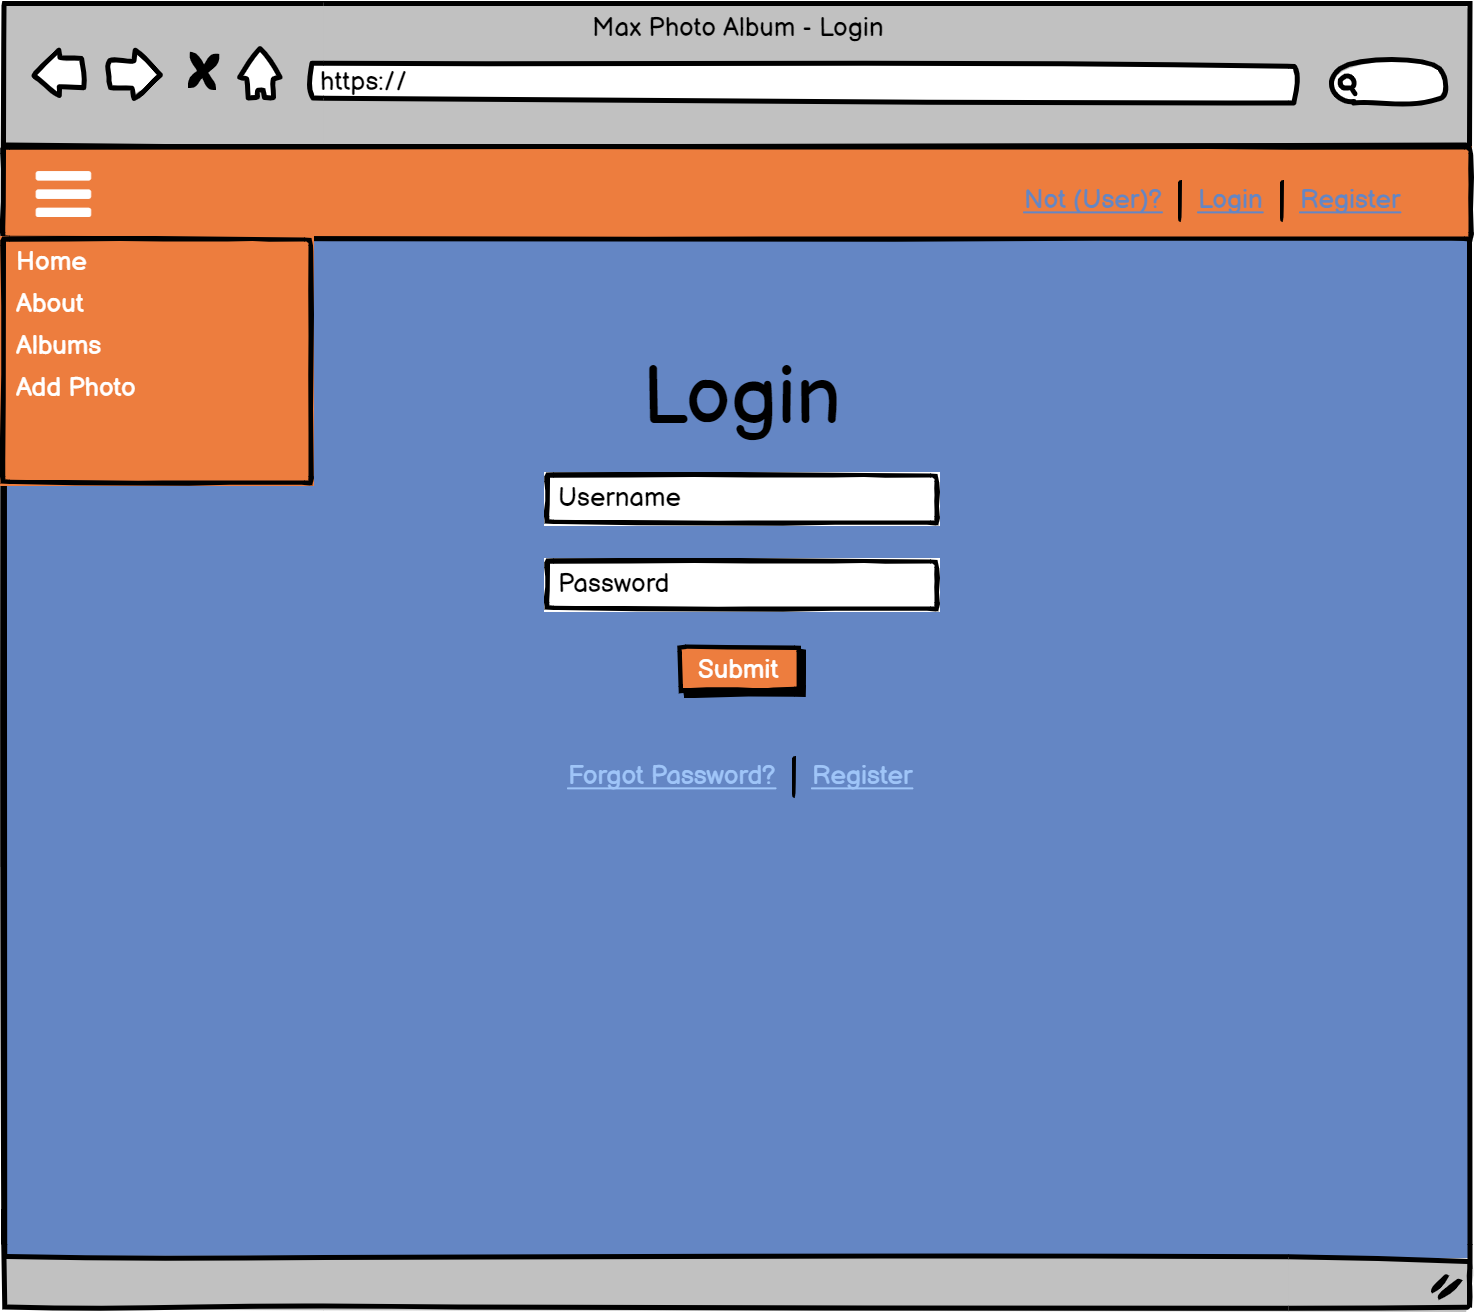 Max Photo Album - Login
https://
Not (User)? Login Register
Home
About
Albums
Add Photo
Login
Username
Password
Submit
Forgot Password? Register